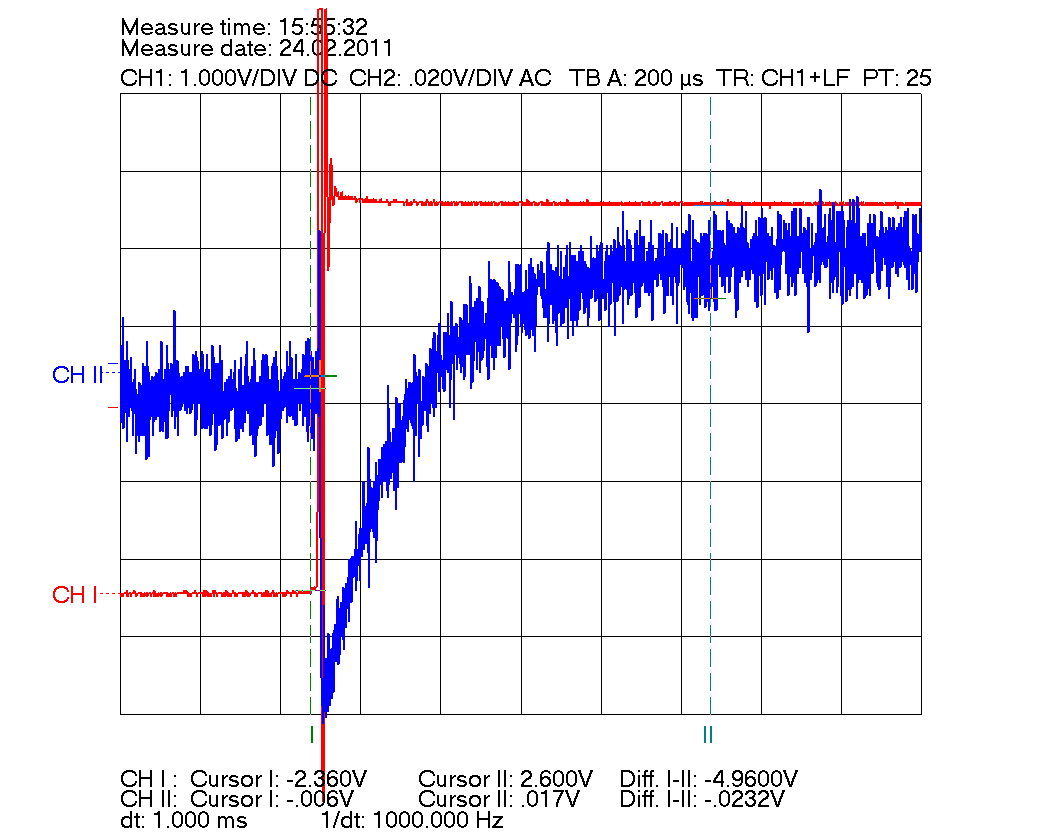 Measure time: 15:55:32
Measure date: 24.02.2011
CH1: 1.000V/DIV DC CH2: .020V/DIV AC TB A: 200 µs TR: CH1+LF PT: 25
CH II
CH I
I
II
CH I : Cursor I: -2.360V Cursor II: 2.600V Diff. I-II: -4.9600V
CH II: Cursor I: -.006V Cursor II: .017V Diff. I-II: -.0232V
dt: 1.000 ms 1/dt: 1000.000 Hz